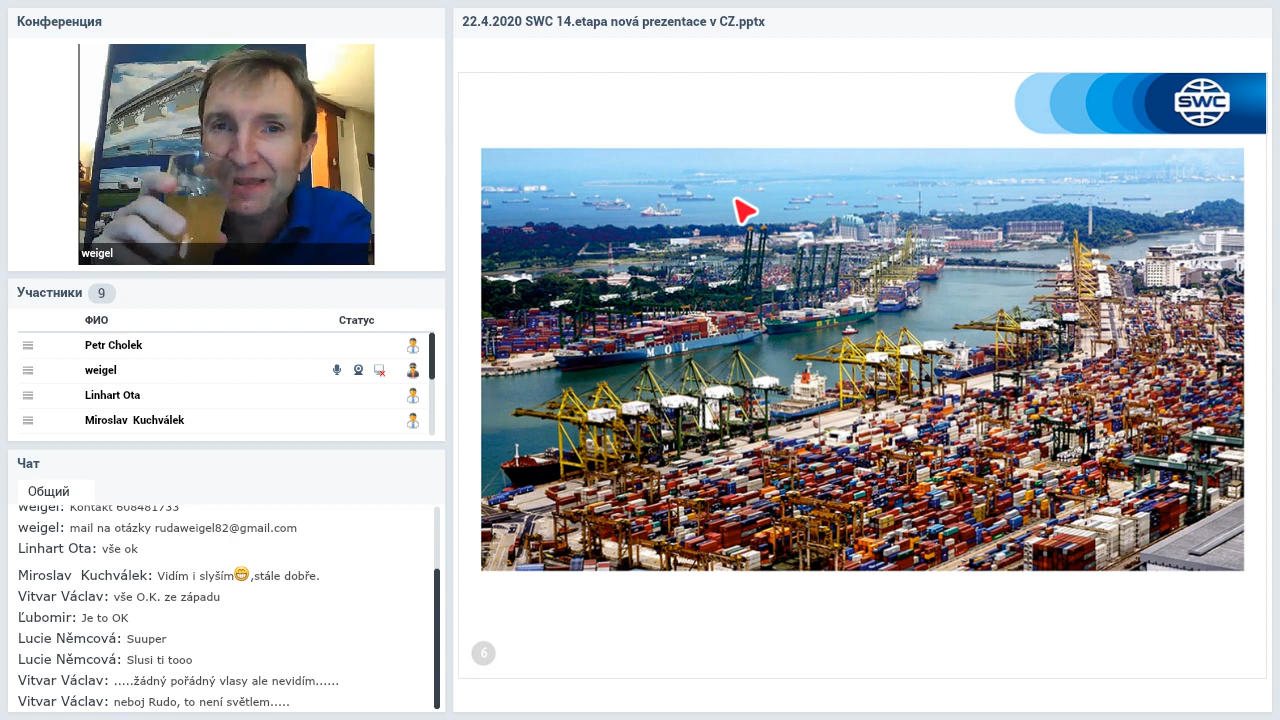 Конференция
weigel
Участники 9
ФИО Статус
Petr Cholek
weigel
Linhart Ota
Miroslav Kuchválek
Чат
Общий
weigel: Kontakt 608481733
weigel: mail na otázky rudaweigel82@gmail.com
Linhart Ota: vše ok
Miroslav Kuchválek: Vidím i slyším😁,stále dobře.
Vitvar Václav: vše O.K. ze západu
Ľubomir: Je to OK
Lucie Němcová: Suuper
Lucie Němcová: Slusi ti tooo
Vitvar Václav: .....žádný pořádný vlasy ale nevidím......
Vitvar Václav: neboj Rudo, to není světlem.....
22.4.2020 SWC 14.etapa nová prezentace v CZ.pptx
SWC
MOL
6